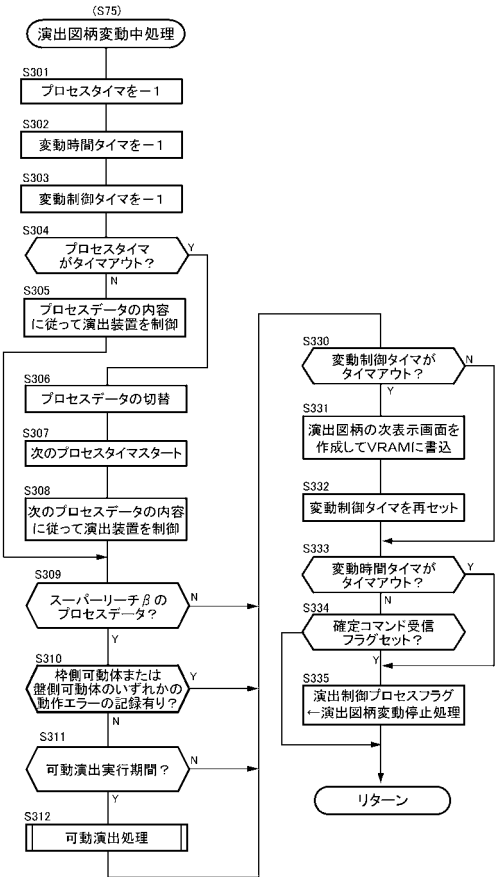 (S75)
演出図柄変動中処理
S301
プロセスタイマを－1
S302
変動時間タイマを－1
S303
変動制御タイマを－1
S304
プロセスタイマ
がタイマアウト？
Y
N
S305
プロセスデータの内容
に従って演出装置を制御
S306
プロセスデータの切替
S307
次のプロセスタイマスタート
S308
次のプロセスデータの内容
に従って演出装置を制御
S309
スーパーリーチβの
プロセスデータ？
N
Y
S310
枠側可動体または
盤側可動体のいずれかの
動作エラーの記録有り？
Y
N
S311
可動演出実行期間？
N
Y
S312
可動演出処理
S330
変動制御タイマが
タイマアウト？
N
Y
S331
演出図柄の次表示画面を
作成してVRAMに書込
S332
変動制御タイマを再セット
S333
変動時間タイマが
タイマアウト？
Y
N
S334
確定コマンド受信
フラグセット？
Y
S335
演出制御プロセスフラグ
←演出図柄変動停止処理
リターン